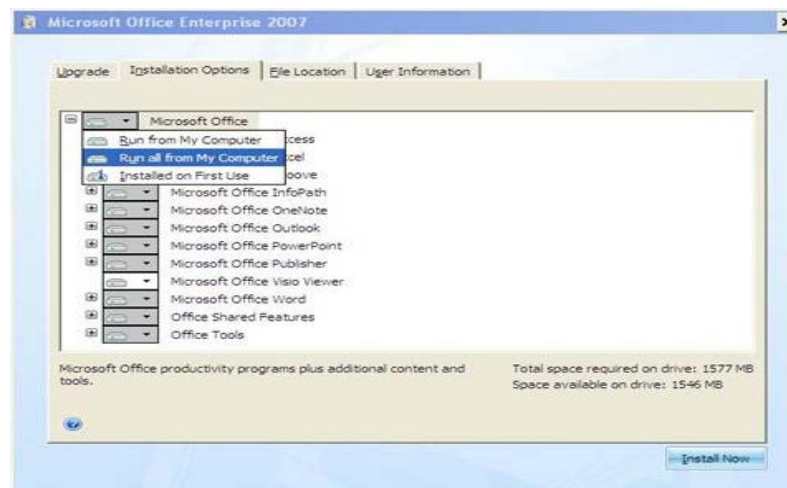 Microsoft Office Enterprise 2007
Upgrade Installation Options File Location User Information
Microsoft Office
Run from My Computer ccess
Run all from My Computer cel
Installed on First Use oove
Microsoft Office InfoPath
Microsoft Office OneNote
Microsoft Office Outlook
Microsoft Office PowerPoint
Microsoft Office Publisher
Microsoft Office Visio Viewer
Microsoft Office Word
Office Shared Features
Office Tools
Microsoft Office productivity programs plus additional content and
tools.
Total space required on drive: 1577 MB
Space available on drive: 1546 MB
Install Now